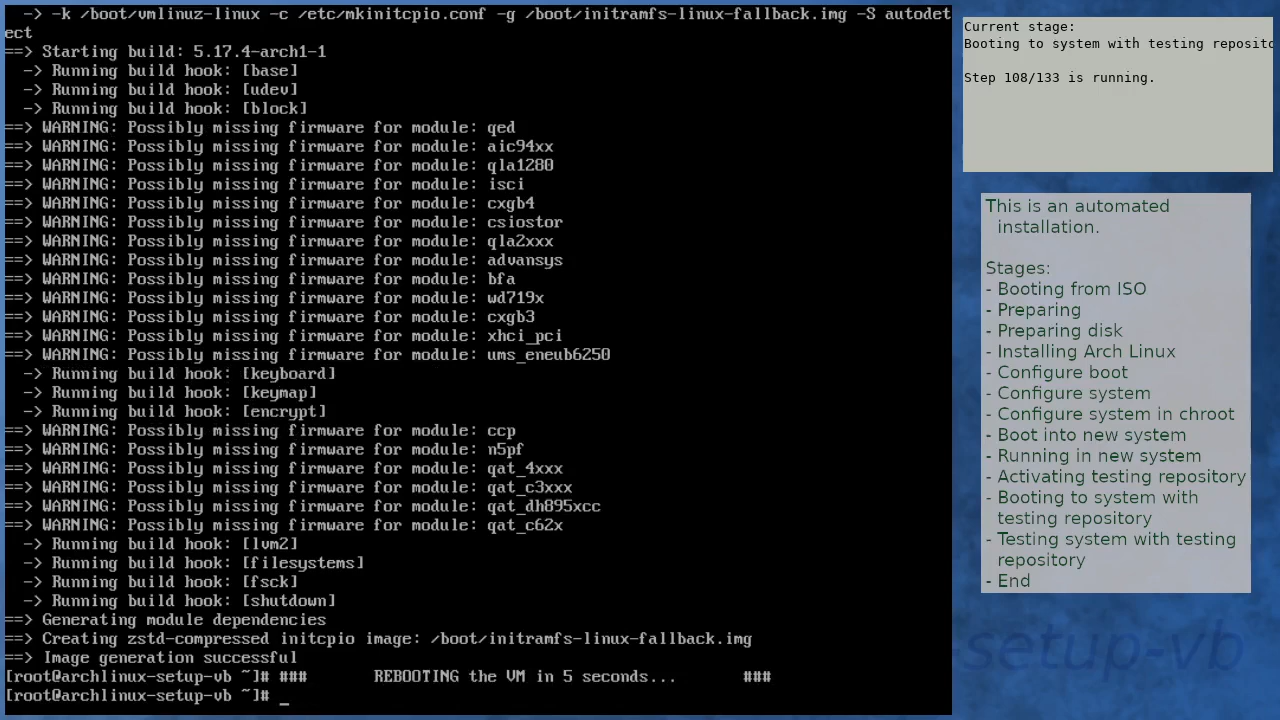 -> -k /boot/vmlinuz-linux -c /etc/mkinitcpio.conf -g /boot/initramfs-linux-fallback.img -S autodet
ect
==> Starting build: 5.17.4-arch1-1
-> Running build hook: [base]
-> Running build hook: [udev]
-> Running build hook: [block]
==> WARNING: Possibly missing firmware for module: qed
==> WARNING: Possibly missing firmware for module: aic94xx
==> WARNING: Possibly missing firmware for module: qla1280
==> WARNING: Possibly missing firmware for module: isci
==> WARNING: Possibly missing firmware for module: cxgb4
==> WARNING: Possibly missing firmware for module: csiostor
==> WARNING: Possibly missing firmware for module: qla2xxx
==> WARNING: Possibly missing firmware for module: advansys
==> WARNING: Possibly missing firmware for module: bfa
==> WARNING: Possibly missing firmware for module: wd719x
==> WARNING: Possibly missing firmware for module: cxgb3
==> WARNING: Possibly missing firmware for module: xhci_pci
==> WARNING: Possibly missing firmware for module: ums_eneub6250
-> Running build hook: [keyboard]
-> Running build hook: [keymap]
-> Running build hook: [encrypt]
==> WARNING: Possibly missing firmware for module: ccp
==> WARNING: Possibly missing firmware for module: n5pf
==> WARNING: Possibly missing firmware for module: qat_4xxx
==> WARNING: Possibly missing firmware for module: qat_c3xxx
==> WARNING: Possibly missing firmware for module: qat_dh895xcc
==> WARNING: Possibly missing firmware for module: qat_c62x
-> Running build hook: [lvm2]
-> Running build hook: [filesystems]
-> Running build hook: [fsck]
-> Running build hook: [shutdown]
==> Generating module dependencies
==> Creating zstd-compressed initcpio image: /boot/initramfs-linux-fallback.img
==> Image generation successful
[root@archlinux-setup-vb ~]# ### REBOOTING the VM in 5 seconds... ###
[root@archlinux-setup-vb ~]# _
Current stage:
Booting to system with testing reposito
Step 108/133 is running.
This is an automated
installation.
Stages:
- Booting from ISO
- Preparing
- Preparing disk
- Installing Arch Linux
- Configure boot
- Configure system
- Configure system in chroot
- Boot into new system
- Running in new system
- Activating testing repository
- Booting to system with
testing repository
- Testing system with testing
repository
- End
-setup-vb